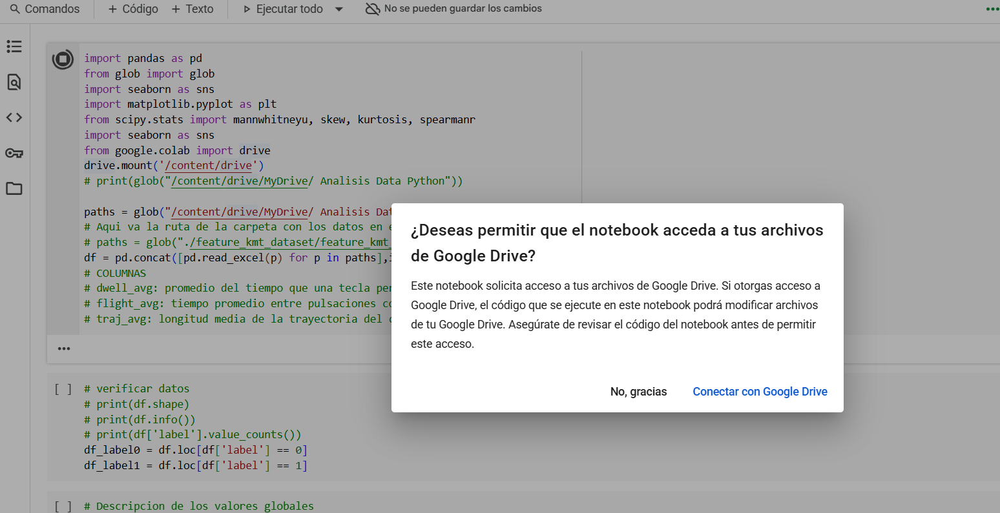 Comandos + Código + Texto Ejecutar todo No se pueden guardar los cambios
import pandas as pd
from glob import glob
import seaborn as sns
import matplotlib.pyplot as plt
from scipy.stats import mannwhitneyu, skew, kurtosis, spearmanr
import seaborn as sns
from google.colab import drive
drive.mount('/content/drive')
# print(glob("/content/drive/MyDrive/ Analisis Data Python"))
paths = glob("/content/drive/MyDrive/ Analisis Dat
# Aqui va la ruta de la carpeta con los datos en e
# paths = glob("./feature_kmt_dataset/feature_kmt_
df = pd.concat([pd.read_excel(p) for p in paths],i
# COLUMNAS
# dwell_avg: promedio del tiempo que una tecla per
# flight_avg: tiempo promedio entre pulsaciones co
# traj_avg: longitud media de la trayectoria del c
¿Deseas permitir que el notebook acceda a tus archivos
de Google Drive?
Este notebook solicita acceso a tus archivos de Google Drive. Si otorgas acceso a
Google Drive, el código que se ejecute en este notebook podrá modificar archivos
de tu Google Drive. Asegúrate de revisar el código del notebook antes de permitir
este acceso.
No, gracias Conectar con Google Drive
[ ] # verificar datos
# print(df.shape)
# print(df.info())
# print(df['label'].value_counts())
df_label0 = df.loc[df['label'] == 0]
df_label1 = df.loc[df['label'] == 1]
[ ] # Descripcion de los valores globales